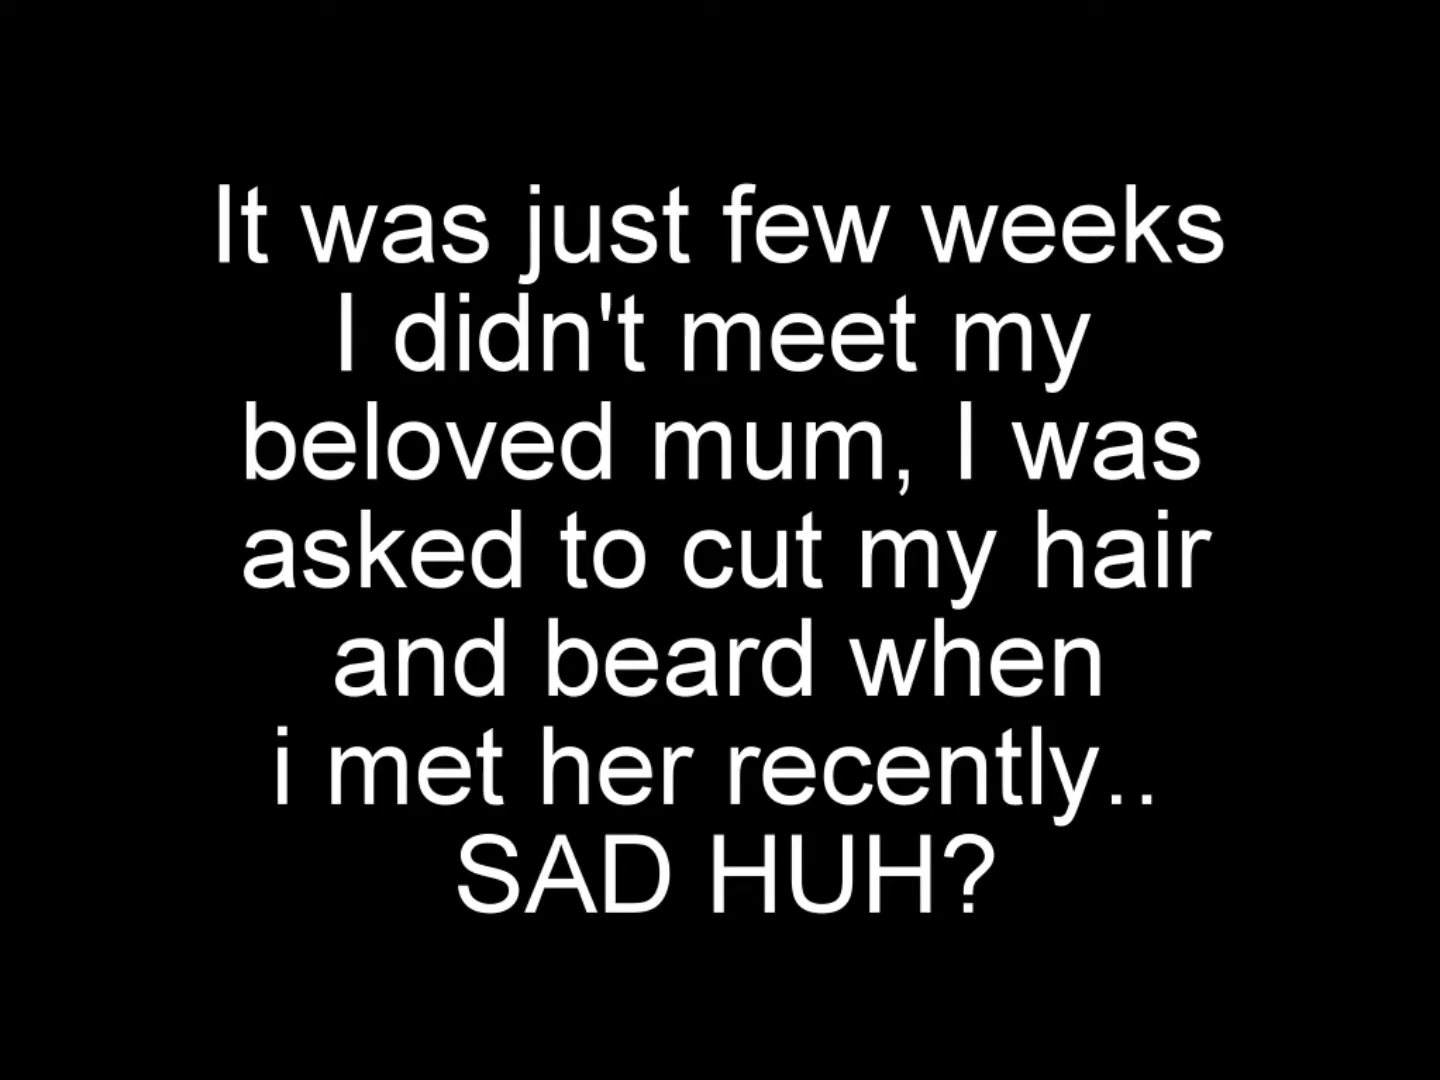 It was just few weeks
I didn't meet my
beloved mum, I was
asked to cut my hair
and beard when
i met her recently..
SAD HUH?